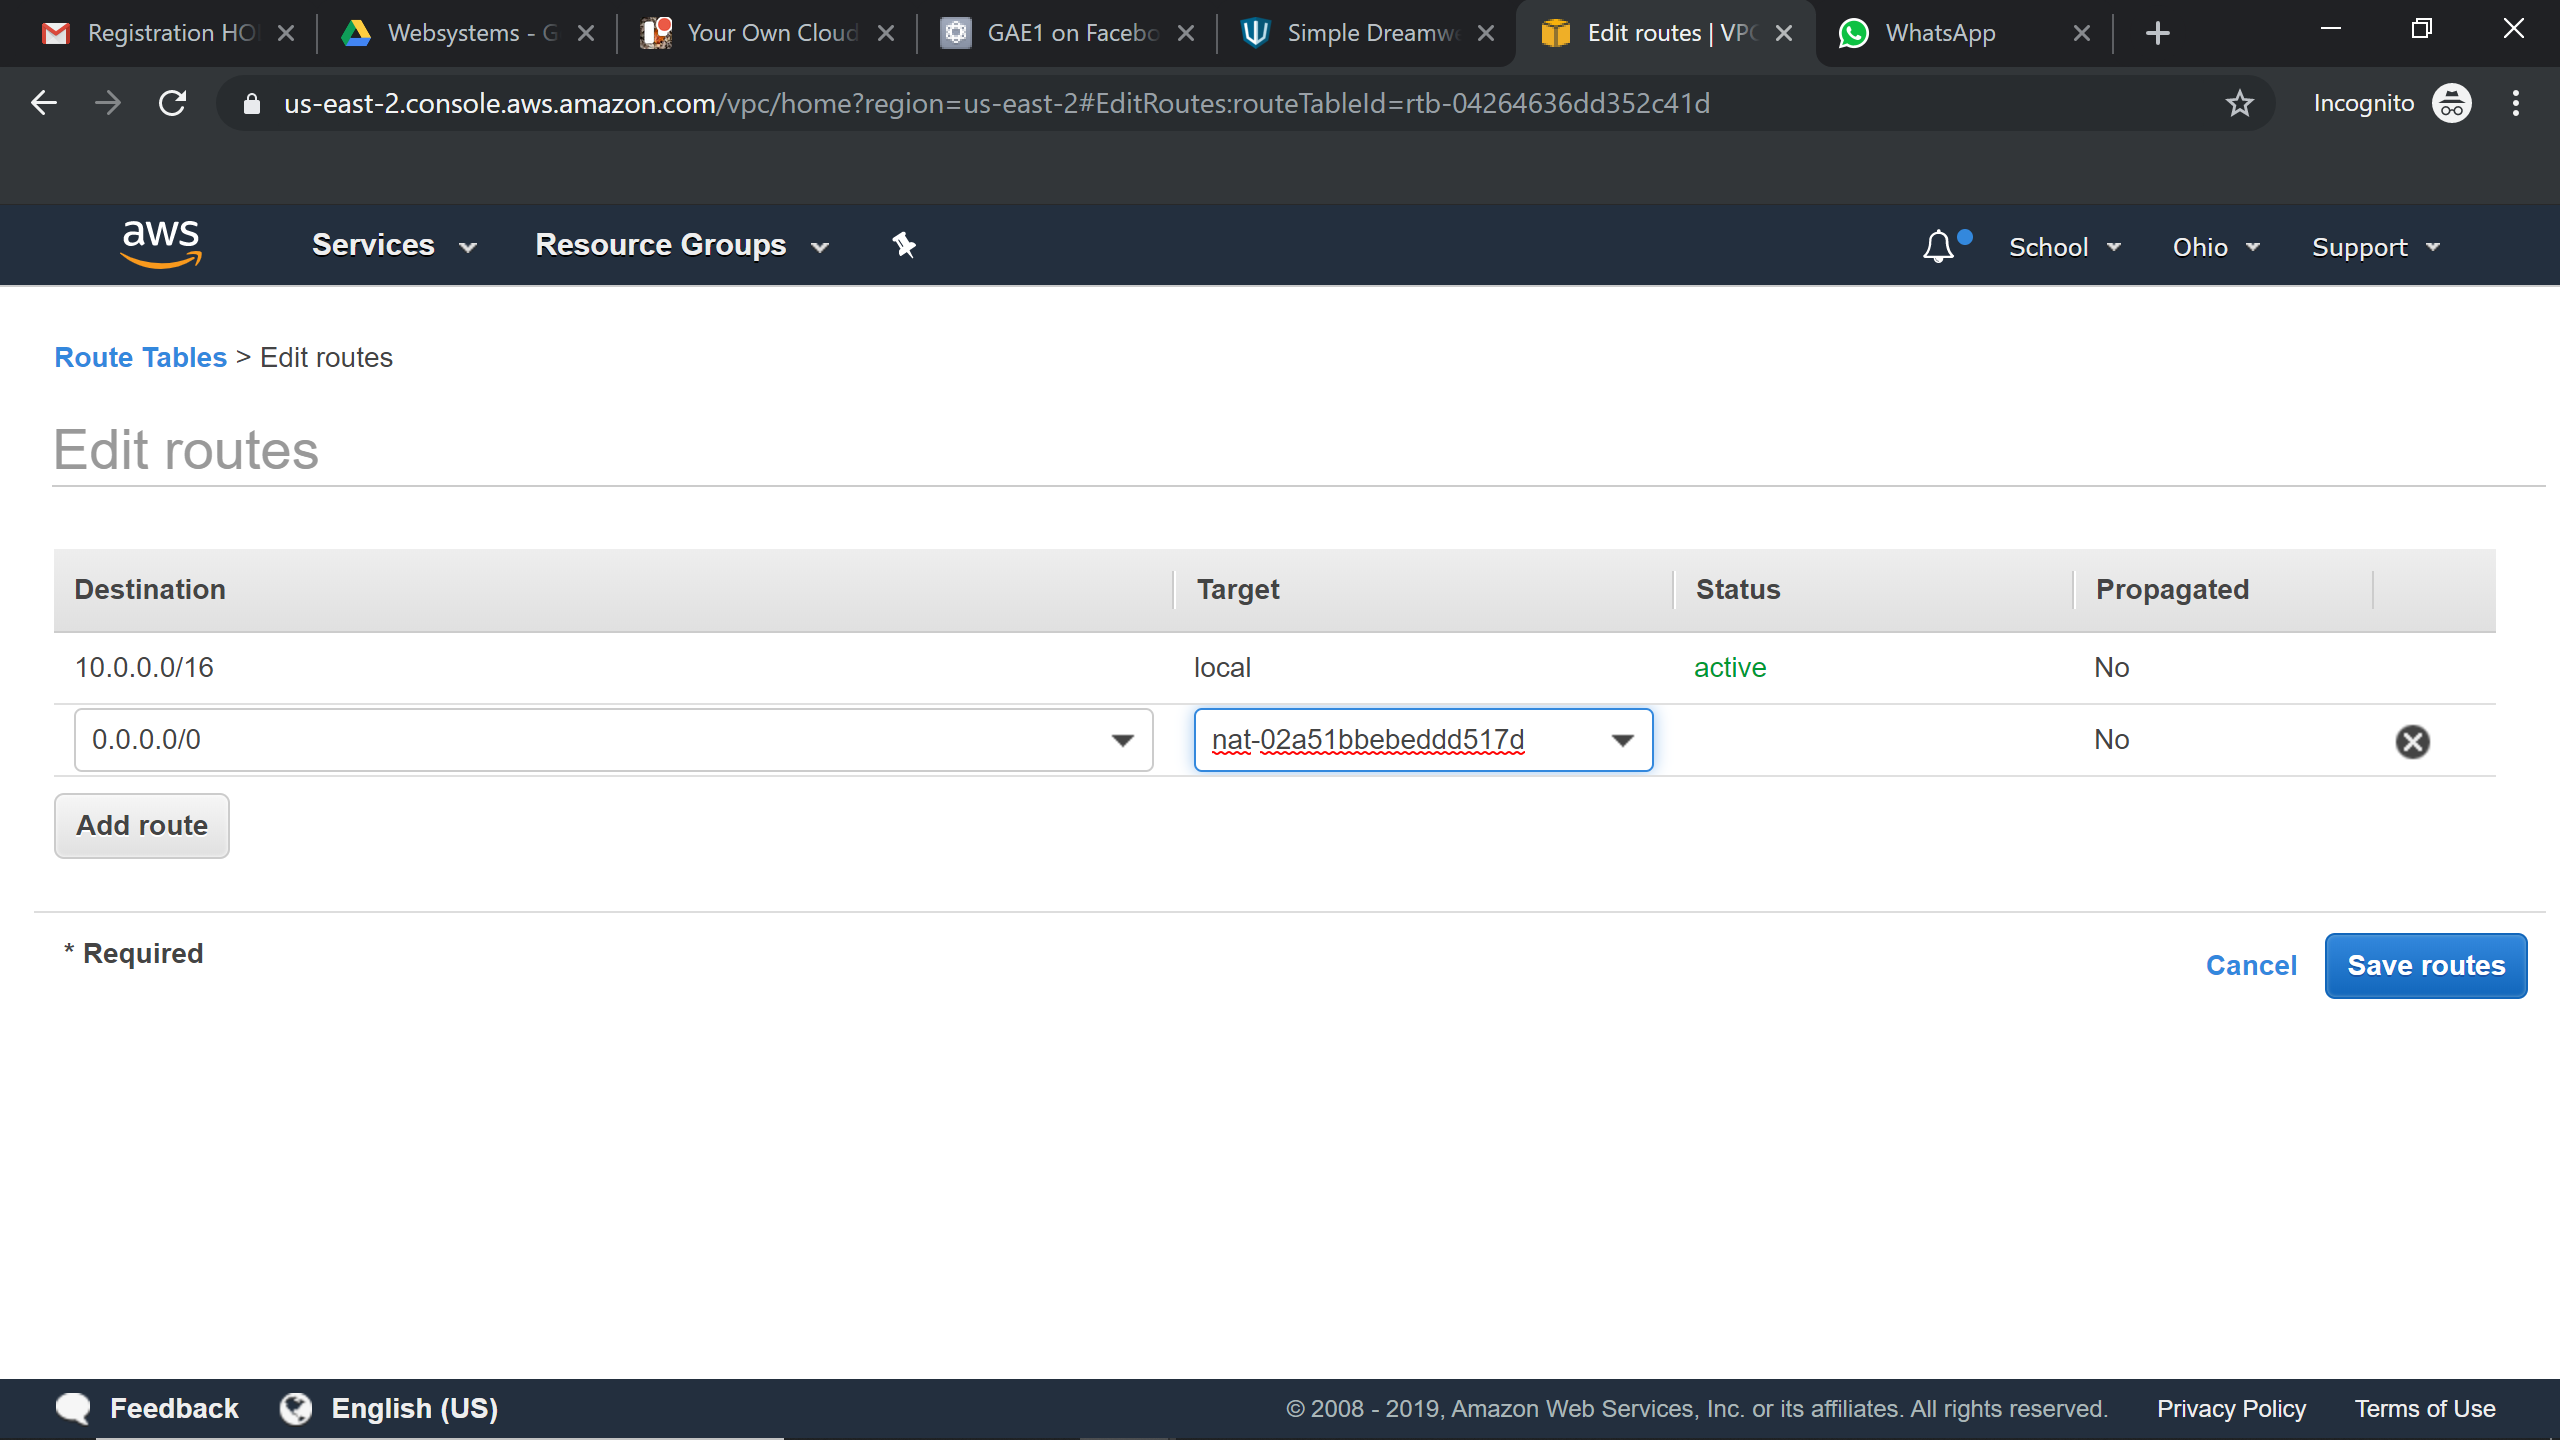 Registration HO
Websystems - G
Your Own Cloud
GAE1 on Facebo
Simple Dreamwe
Edit routes | VPC
WhatsApp
us-east-2.console.aws.amazon.com/vpc/home?region=us-east-2#EditRoutes:routeTableId=rtb-04264636dd352c41d
Incognito
aws
Services
Resource Groups
School
Ohio
Support
Route Tables > Edit routes
Edit routes
Destination Target Status Propagated
10.0.0.0/16 local active No
0.0.0.0/0 nat-02a51bbebeddd517d No
Add route
* Required
Cancel
Save routes
Feedback
English (US)
© 2008 - 2019, Amazon Web Services, Inc. or its affiliates. All rights reserved.
Privacy Policy
Terms of Use